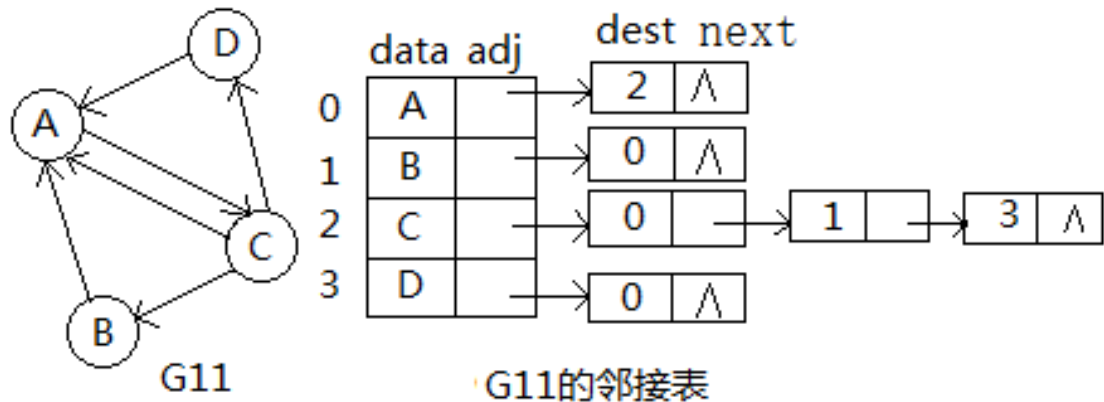 D
A
C
B
G11
data adj
dest next
0 A 2 ∧
1 B 0 ∧
2 C 0 1 3 ∧
3 D 0 ∧
G11的邻接表